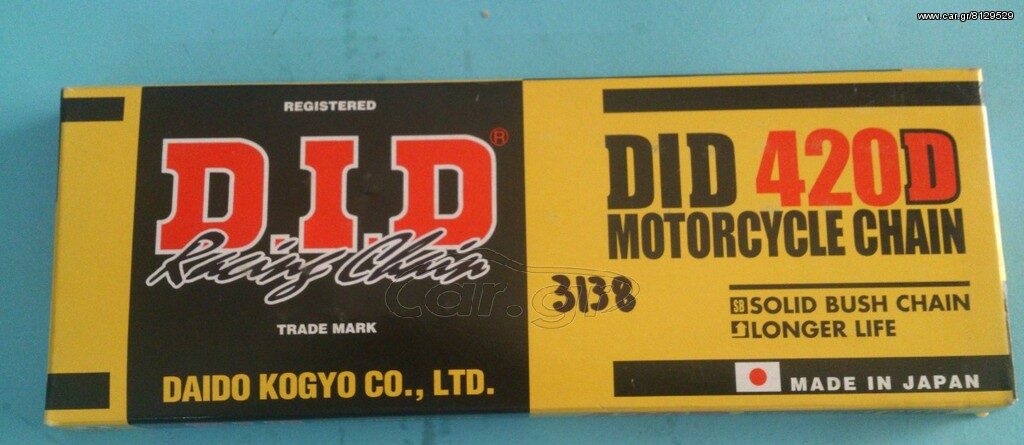 www.car.gr/8129529
REGISTERED
D.I.D®
Racing Chain
TRADE MARK
DAIDO KOGYO CO., LTD.
DID 420D
MOTORCYCLE CHAIN
car.gr
3138
SB SOLID BUSH CHAIN
LONGER LIFE
MADE IN JAPAN